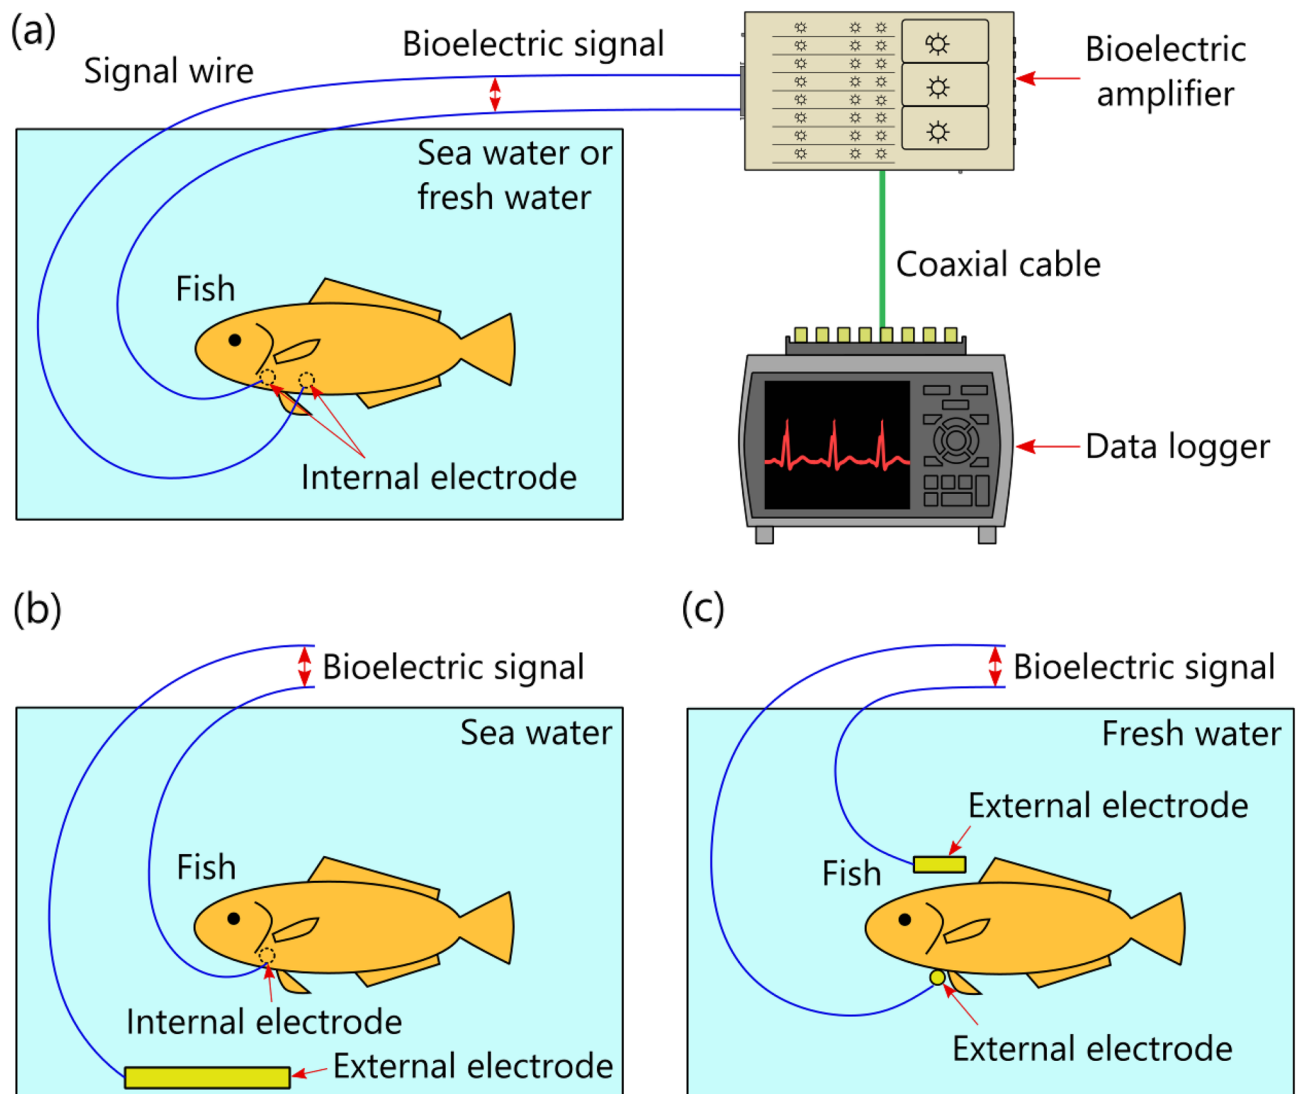 (a)
Signal wire
Bioelectric signal
Bioelectric
amplifier
Sea water or
fresh water
Coaxial cable
Fish
Internal electrode
Data logger
(b)
Bioelectric signal
Sea water
Fish
Internal electrode
External electrode
(c)
Bioelectric signal
Fresh water
External electrode
Fish
External electrode